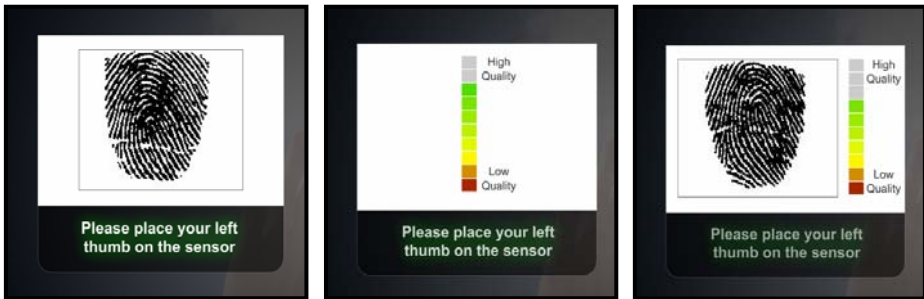 Please place your left
thumb on the sensor
High
Quality
Low
Quality
Please place your left
thumb on the sensor
High
Quality
Low
Quality
Please place your left
thumb on the sensor